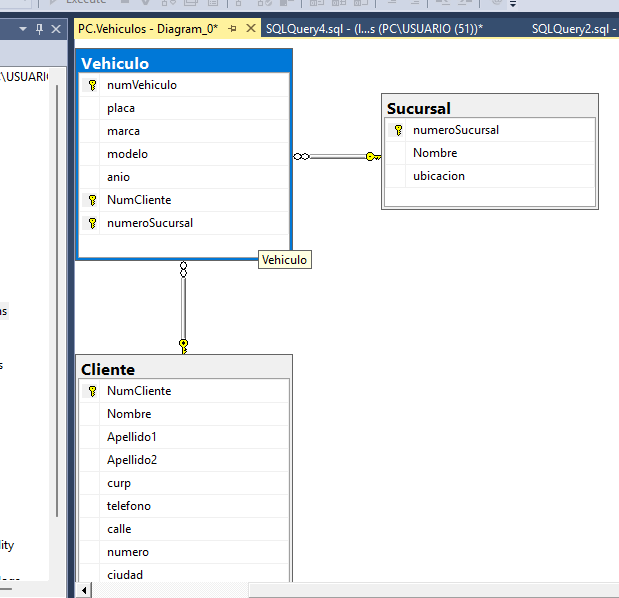 Execute
PC.Vehiculos - Diagram_0*
SQLQuery4.sql - (l...s (PC\USUARIO (51))*
SQLQuery2.sql -
\USUARI
Vehiculo
numVehiculo
placa
marca
modelo
anio
NumCliente
numeroSucursal
Sucursal
numeroSucursal
Nombre
ubicacion
Vehiculo
Cliente
NumCliente
Nombre
Apellido1
Apellido2
curp
telefono
calle
numero
ciudad
as
s
lity